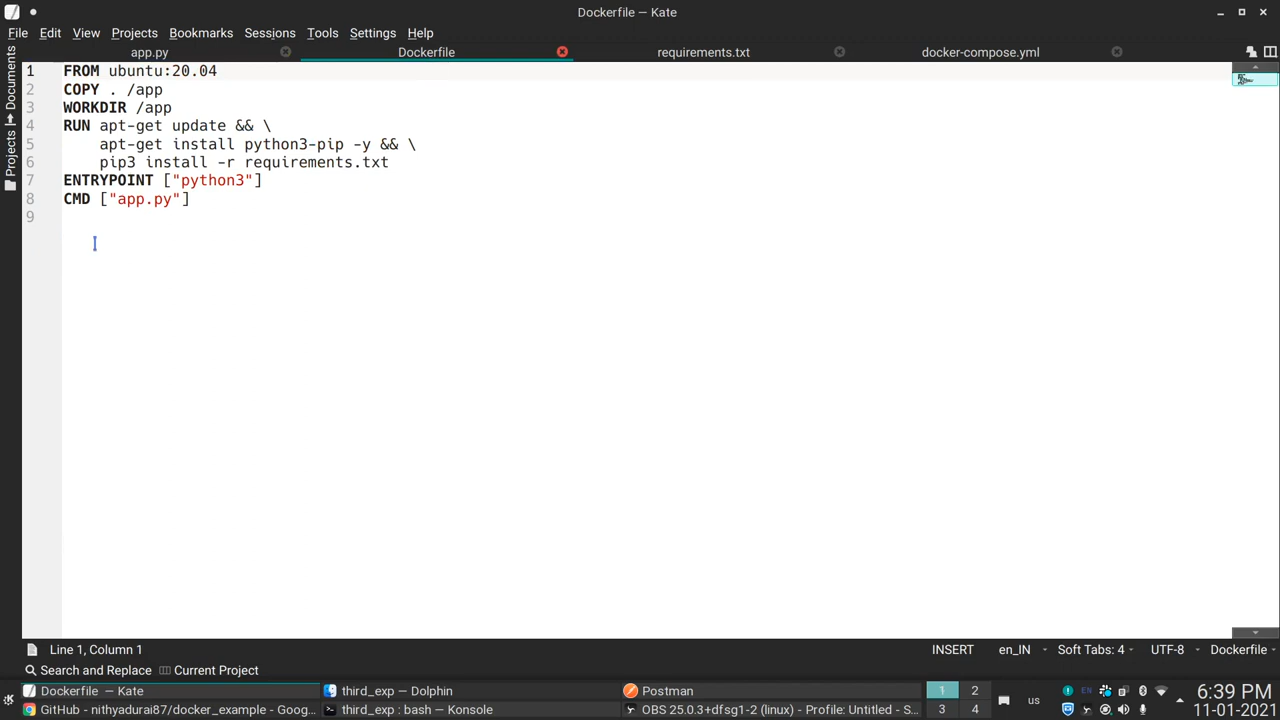 Dockerfile — Kate
File Edit View Projects Bookmarks Sessions Tools Settings Help
app.py Dockerfile requirements.txt docker-compose.yml
Documents
Projects
1 FROM ubuntu:20.04
2 COPY . /app
3 WORKDIR /app
4 RUN apt-get update && \
5 apt-get install python3-pip -y && \
6 pip3 install -r requirements.txt
7 ENTRYPOINT ["python3"]
8 CMD ["app.py"]
9
Line 1, Column 1 INSERT en_IN Soft Tabs: 4 UTF-8 Dockerfile
Search and Replace Current Project
Dockerfile — Kate third_exp — Dolphin Postman 1 2
GitHub - nithyadurai87/docker_example - Goog... third_exp : bash — Konsole OBS 25.0.3+dfsg1-2 (linux) - Profile: Untitled - S... 3 4
us EN 6:39 PM
11-01-2021